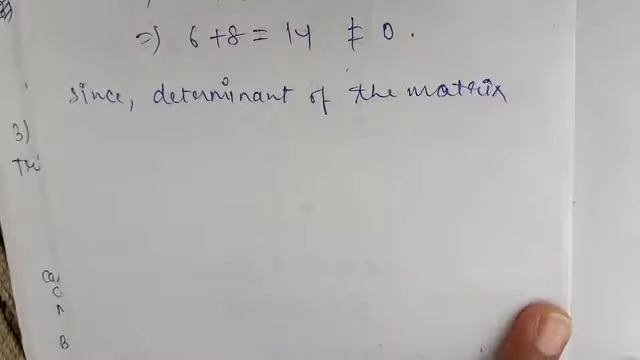 =) 6 + 8 = 14 ≠ 0.
since, determinant of the matrix
3)